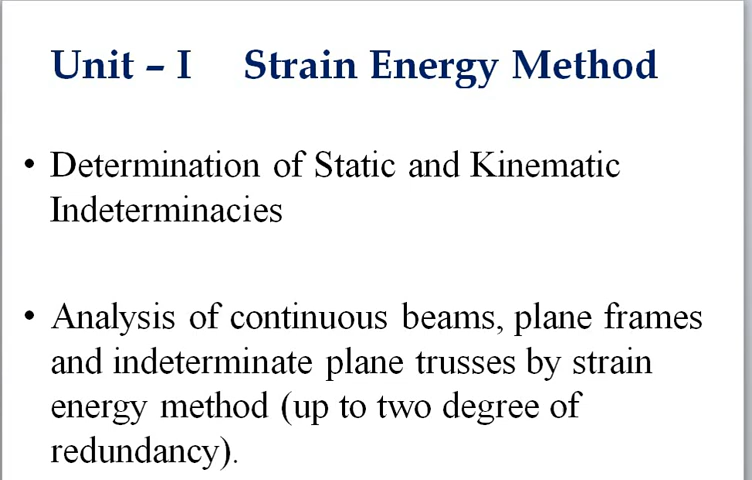 Unit – I Strain Energy Method
• Determination of Static and Kinematic
Indeterminacies
• Analysis of continuous beams, plane frames
and indeterminate plane trusses by strain
energy method (up to two degree of
redundancy).